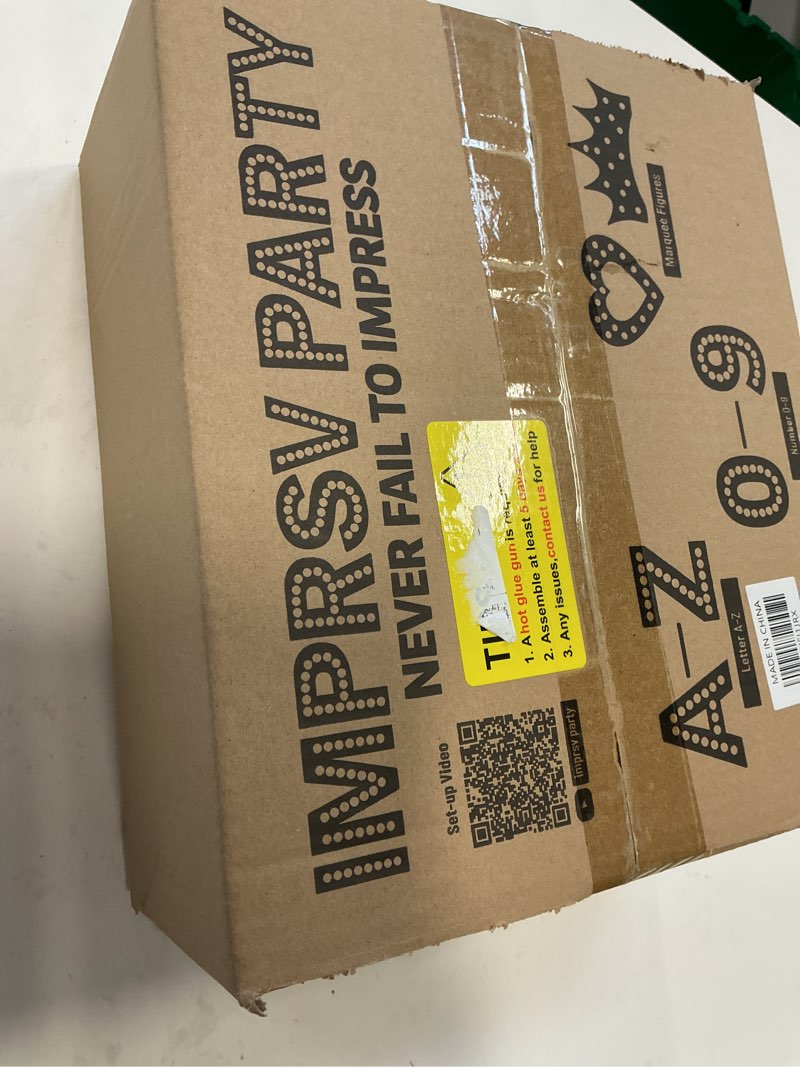 IMPRSV PARTY
NEVER FAIL TO IMPRESS
Set-up Video
imprsv party
1. A hot glue gun is
2. Assemble at least 5 days
3. Any issues,contact us for help
A–Z
Letter A-Z
0–9
Number 0-9
Marquee Figures
MADE IN CHINA